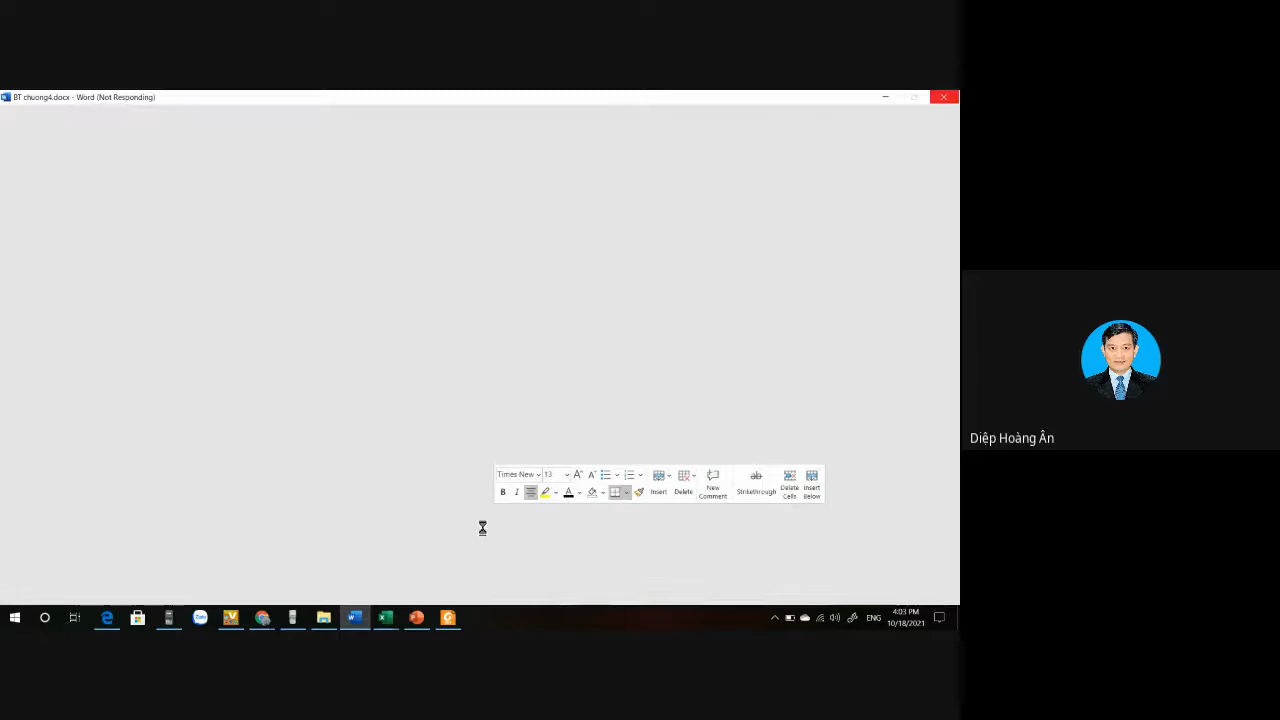 BT chuong4.docx - Word (Not Responding)
Times New 13 A A
B I A Insert Delete New Comment ab Strikethrough Delete Cells Insert Below
Diệp Hoàng Ân
Zalo
ENG
4:03 PM
10/18/2021